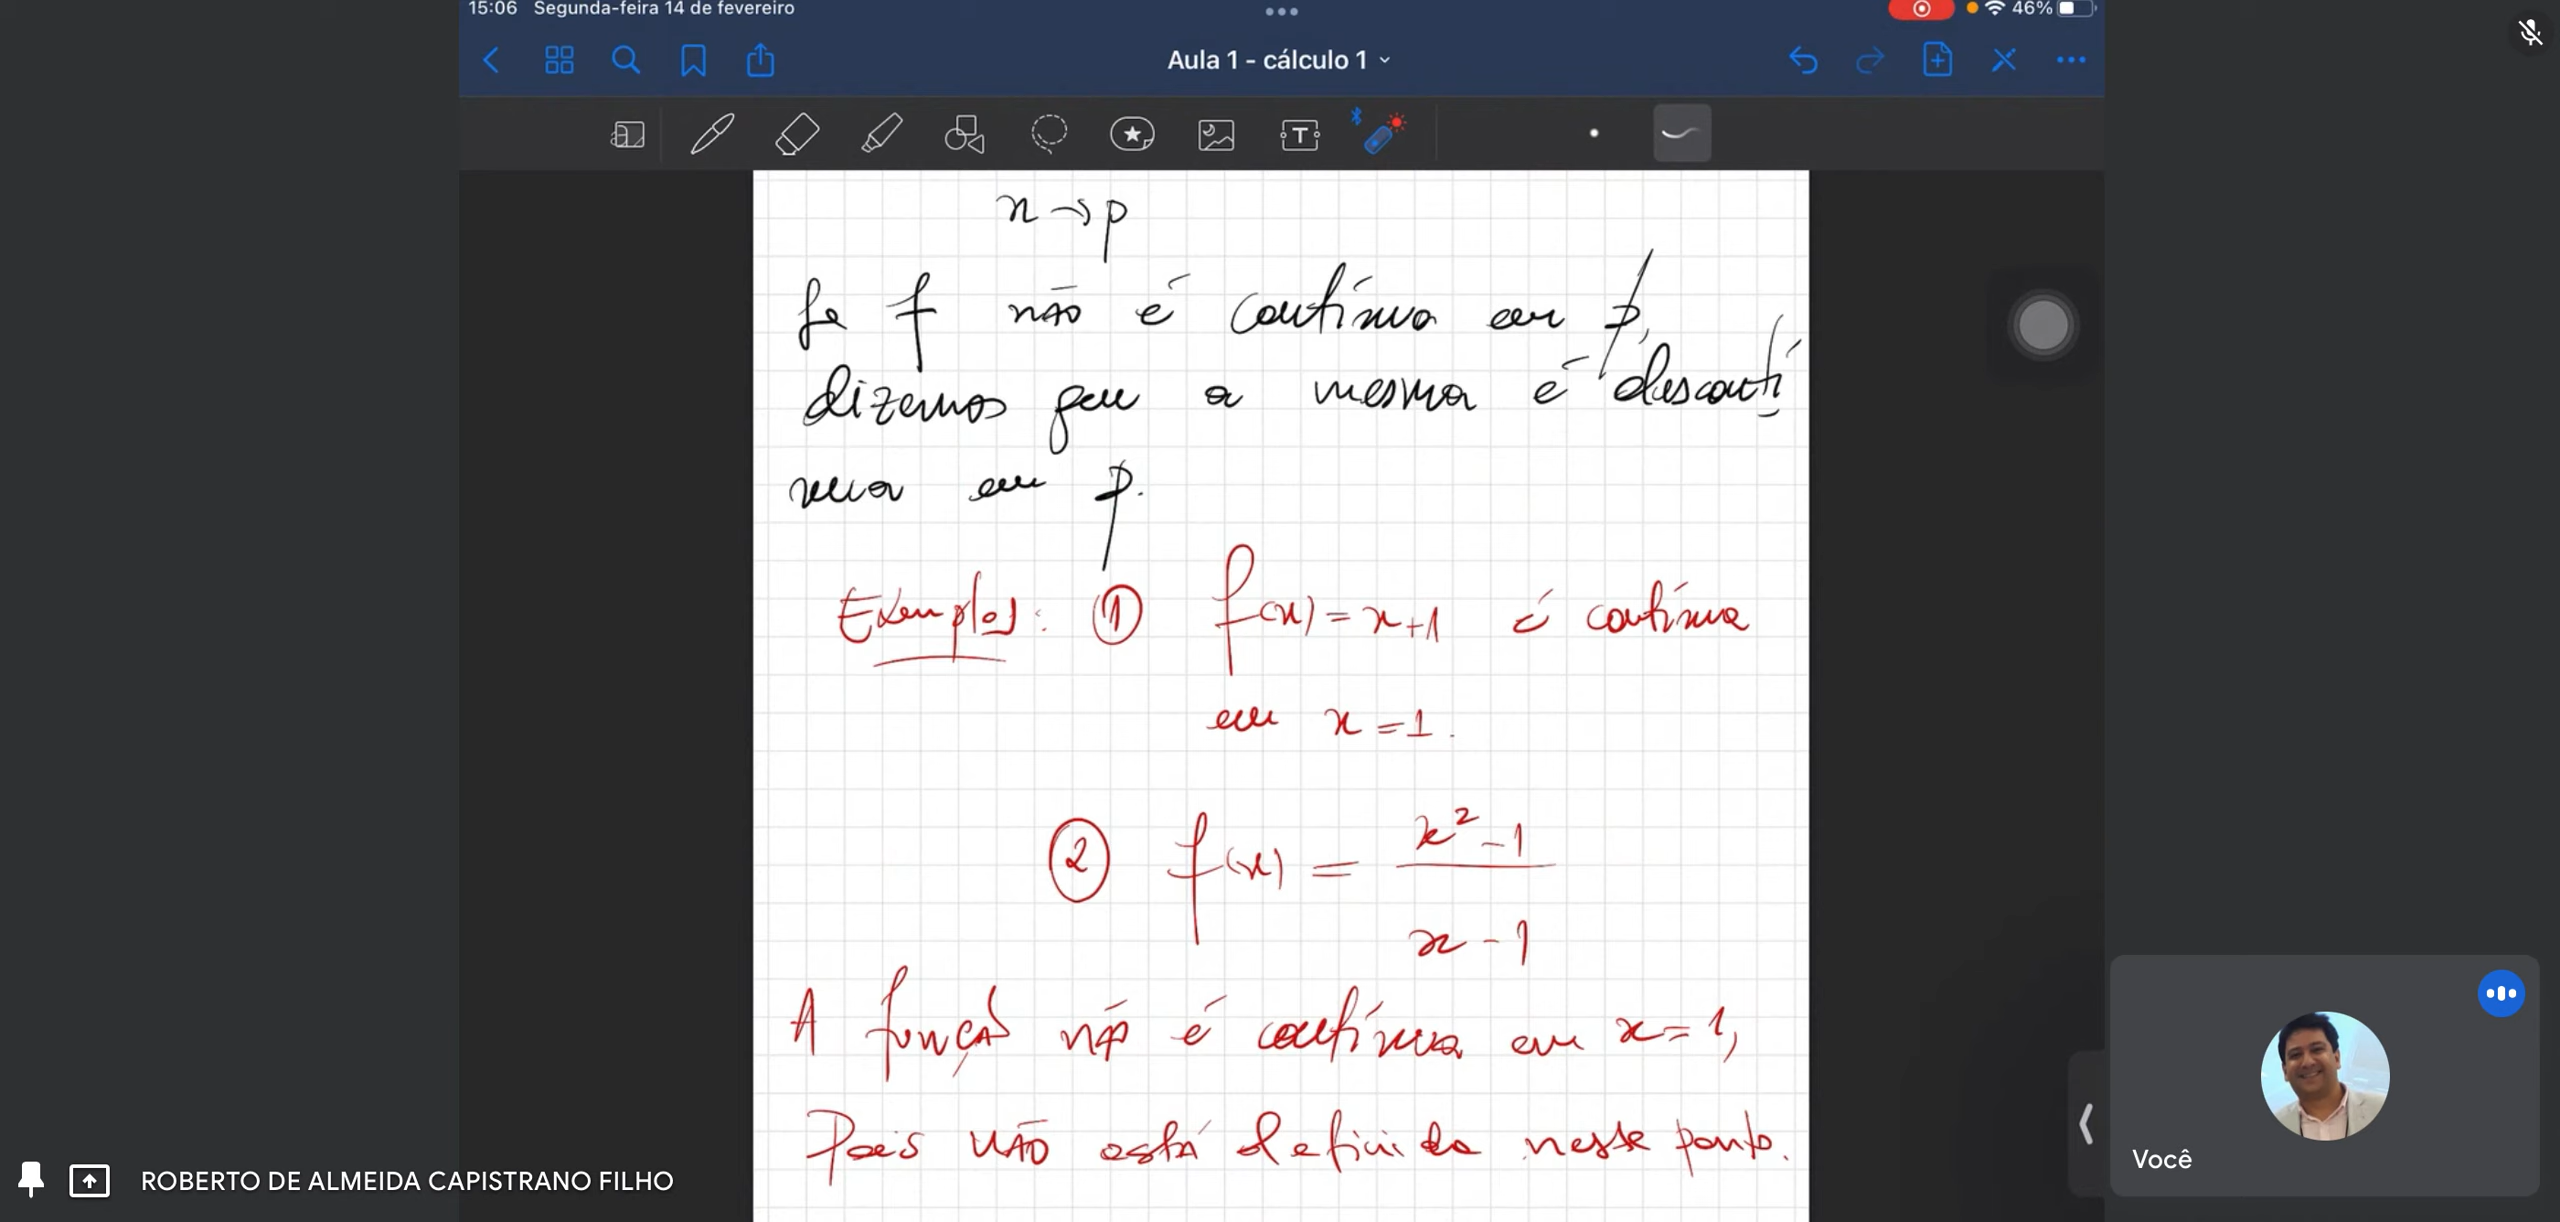 15:06 Segunda-feira 14 de fevereiro
46%
Aula 1 - cálculo 1
x → p
Se f não é contínua em p,
dizemos que a mesma é descontí
nua em p.
Exemplos: ① f(x) = x+1 é contínua
em x = 1.
② f(x) = x² - 1
x - 1
A função não é contínua em x = 1,
Pois NÃO está definida nesse ponto.
Você
ROBERTO DE ALMEIDA CAPISTRANO FILHO